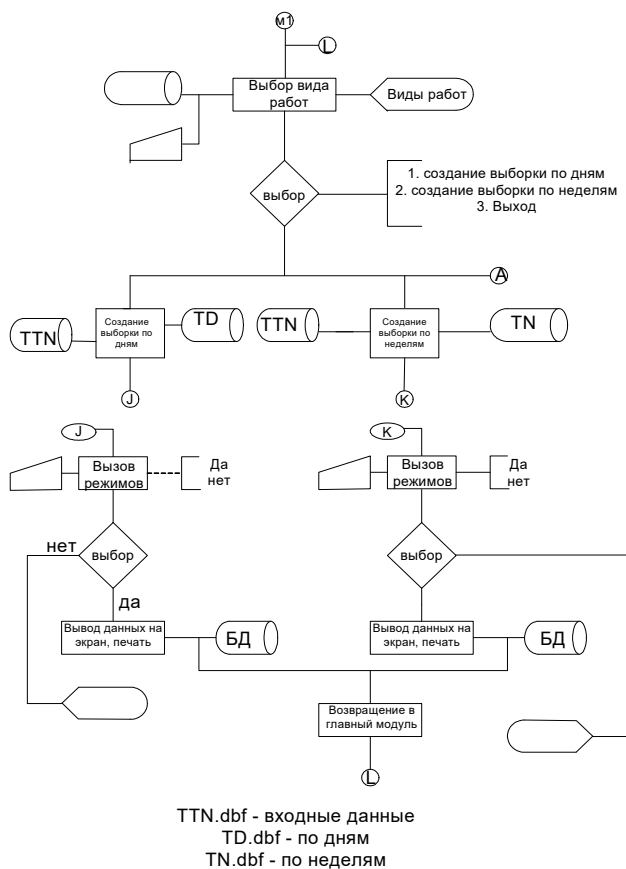 м1
L
Выбор вида
работ
Виды работ
выбор
1. создание выборки по дням
2. создание выборки по неделям
3. Выход
A
TTN
Создание
выборки по
дням
TD
TTN
Создание
выборки по
неделям
TN
J
K
J
Вызов
режимов
Да
нет
K
Вызов
режимов
Да
нет
нет
выбор
да
выбор
Вывод данных на
экран, печать
БД
Вывод данных на
экран, печать
БД
Возвращение в
главный модуль
L
TTN.dbf - входные данные
TD.dbf - по дням
TN.dbf - по неделям